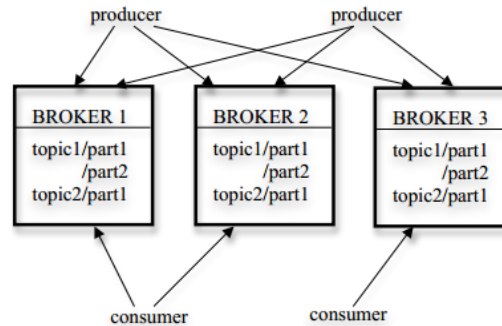 producer
producer
BROKER 1
topic1/part1
/part2
topic2/part1
BROKER 2
topic1/part1
/part2
topic2/part1
BROKER 3
topic1/part1
/part2
topic2/part1
consumer
consumer